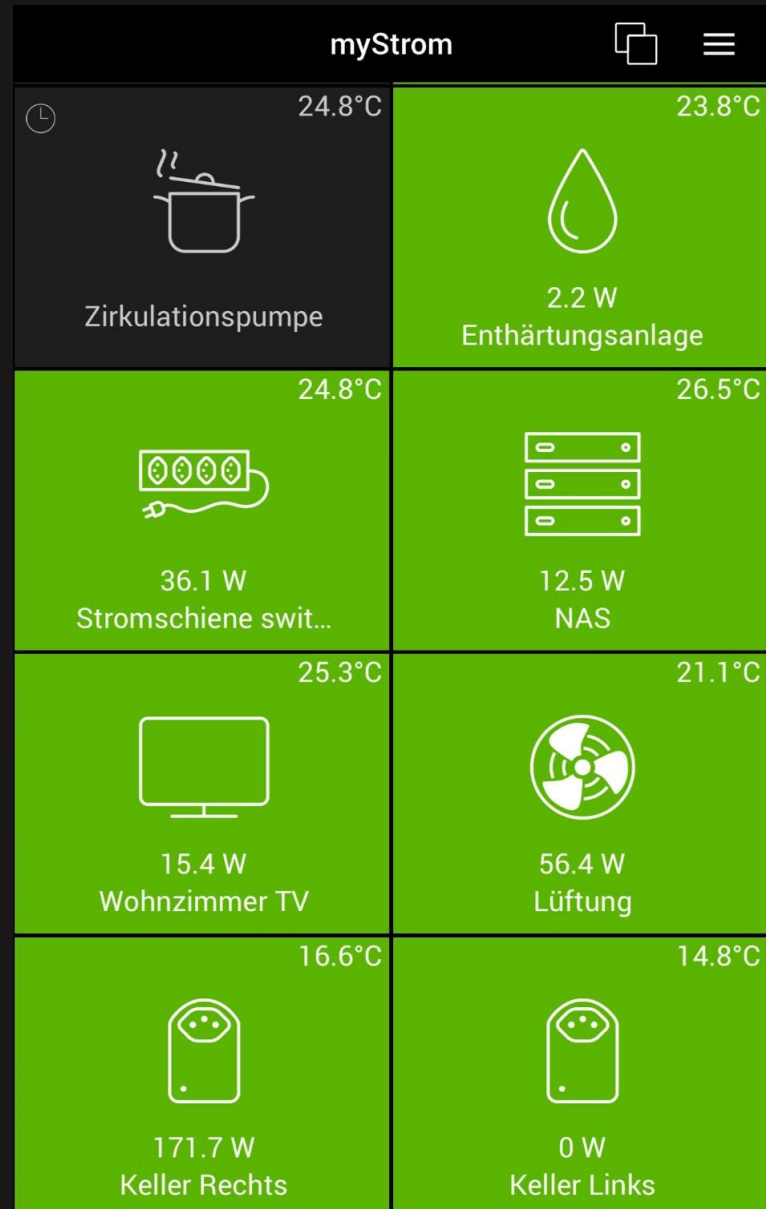 myStrom
24.8°C
Zirkulationspumpe
23.8°C
2.2 W
Enthärtungsanlage
24.8°C
36.1 W
Stromschiene swit...
26.5°C
12.5 W
NAS
25.3°C
15.4 W
Wohnzimmer TV
21.1°C
56.4 W
Lüftung
16.6°C
171.7 W
Keller Rechts
14.8°C
0 W
Keller Links